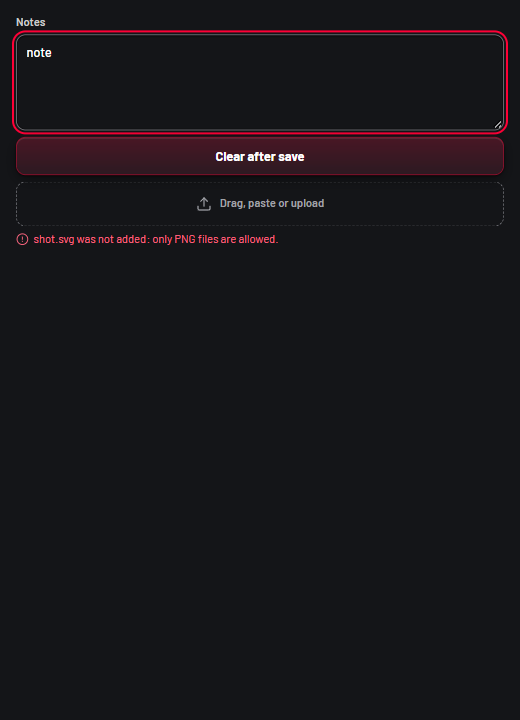 Notes
note
Clear after save
Drag, paste or upload
shot.svg was not added: only PNG files are allowed.